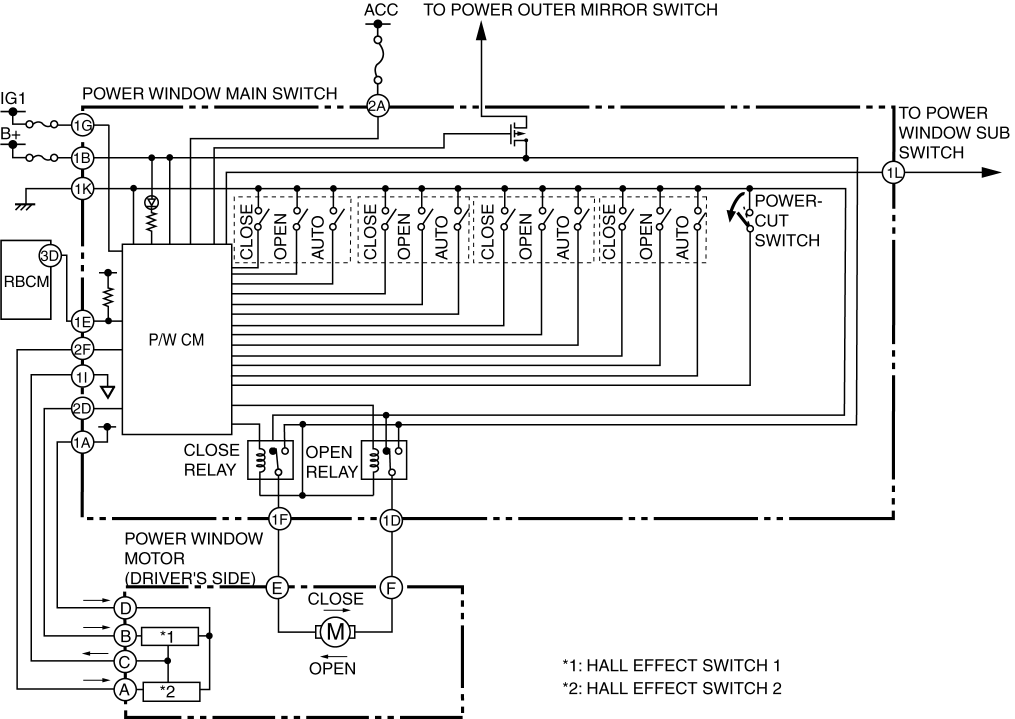 ACC
TO POWER OUTER MIRROR SWITCH
POWER WINDOW MAIN SWITCH
IG1
2A
1G
B+
1B
TO POWER
WINDOW SUB
SWITCH
1L
1K
CLOSE
OPEN
AUTO
CLOSE
OPEN
AUTO
CLOSE
OPEN
AUTO
CLOSE
OPEN
AUTO
POWER-
CUT
SWITCH
3D
RBCM
1E
P/W CM
2F
1I
2D
1A
CLOSE
RELAY
OPEN
RELAY
1F
1D
POWER WINDOW
MOTOR
(DRIVER'S SIDE)
E
F
CLOSE
M
OPEN
D
B
*1
C
A
*2
*1: HALL EFFECT SWITCH 1
*2: HALL EFFECT SWITCH 2